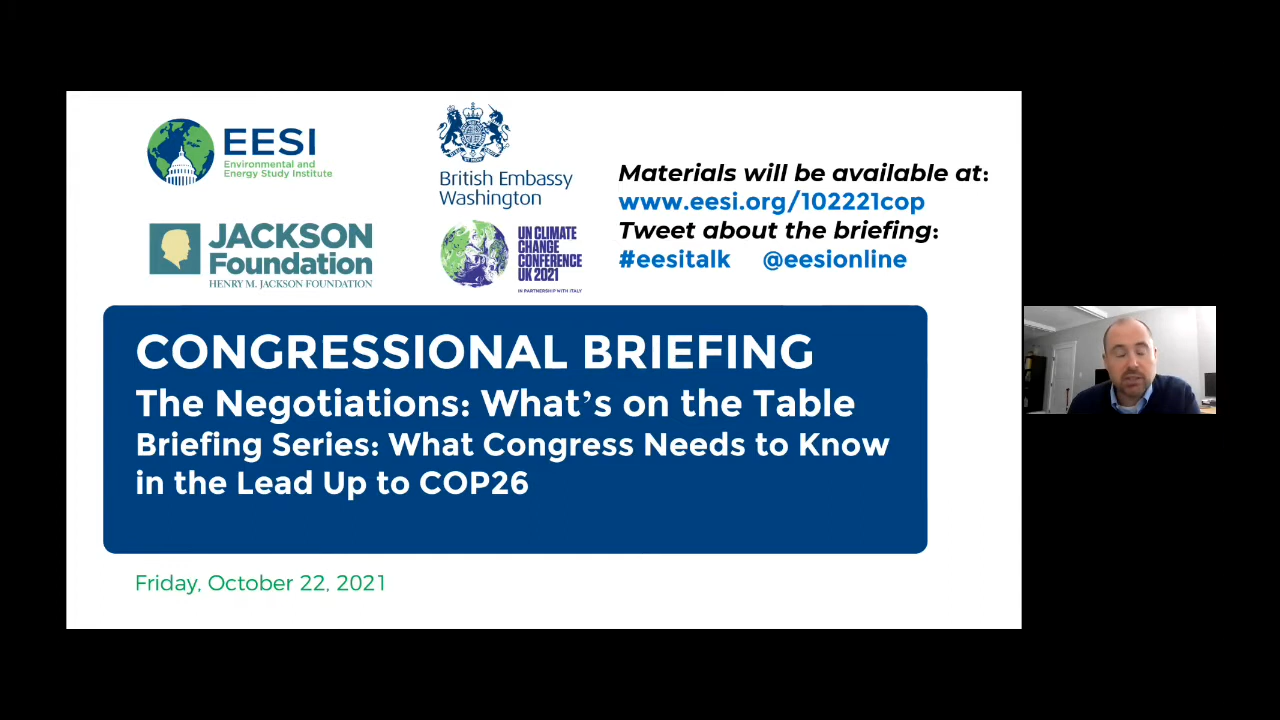 EESI
Environmental and
Energy Study Institute
British Embassy
Washington
JACKSON
Foundation
HENRY M. JACKSON FOUNDATION
UN CLIMATE
CHANGE
CONFERENCE
UK 2021
IN PARTNERSHIP WITH ITALY
Materials will be available at:
www.eesi.org/102221cop
Tweet about the briefing:
#eesitalk @eesionline
CONGRESSIONAL BRIEFING
The Negotiations: What’s on the Table
Briefing Series: What Congress Needs to Know
in the Lead Up to COP26
Friday, October 22, 2021